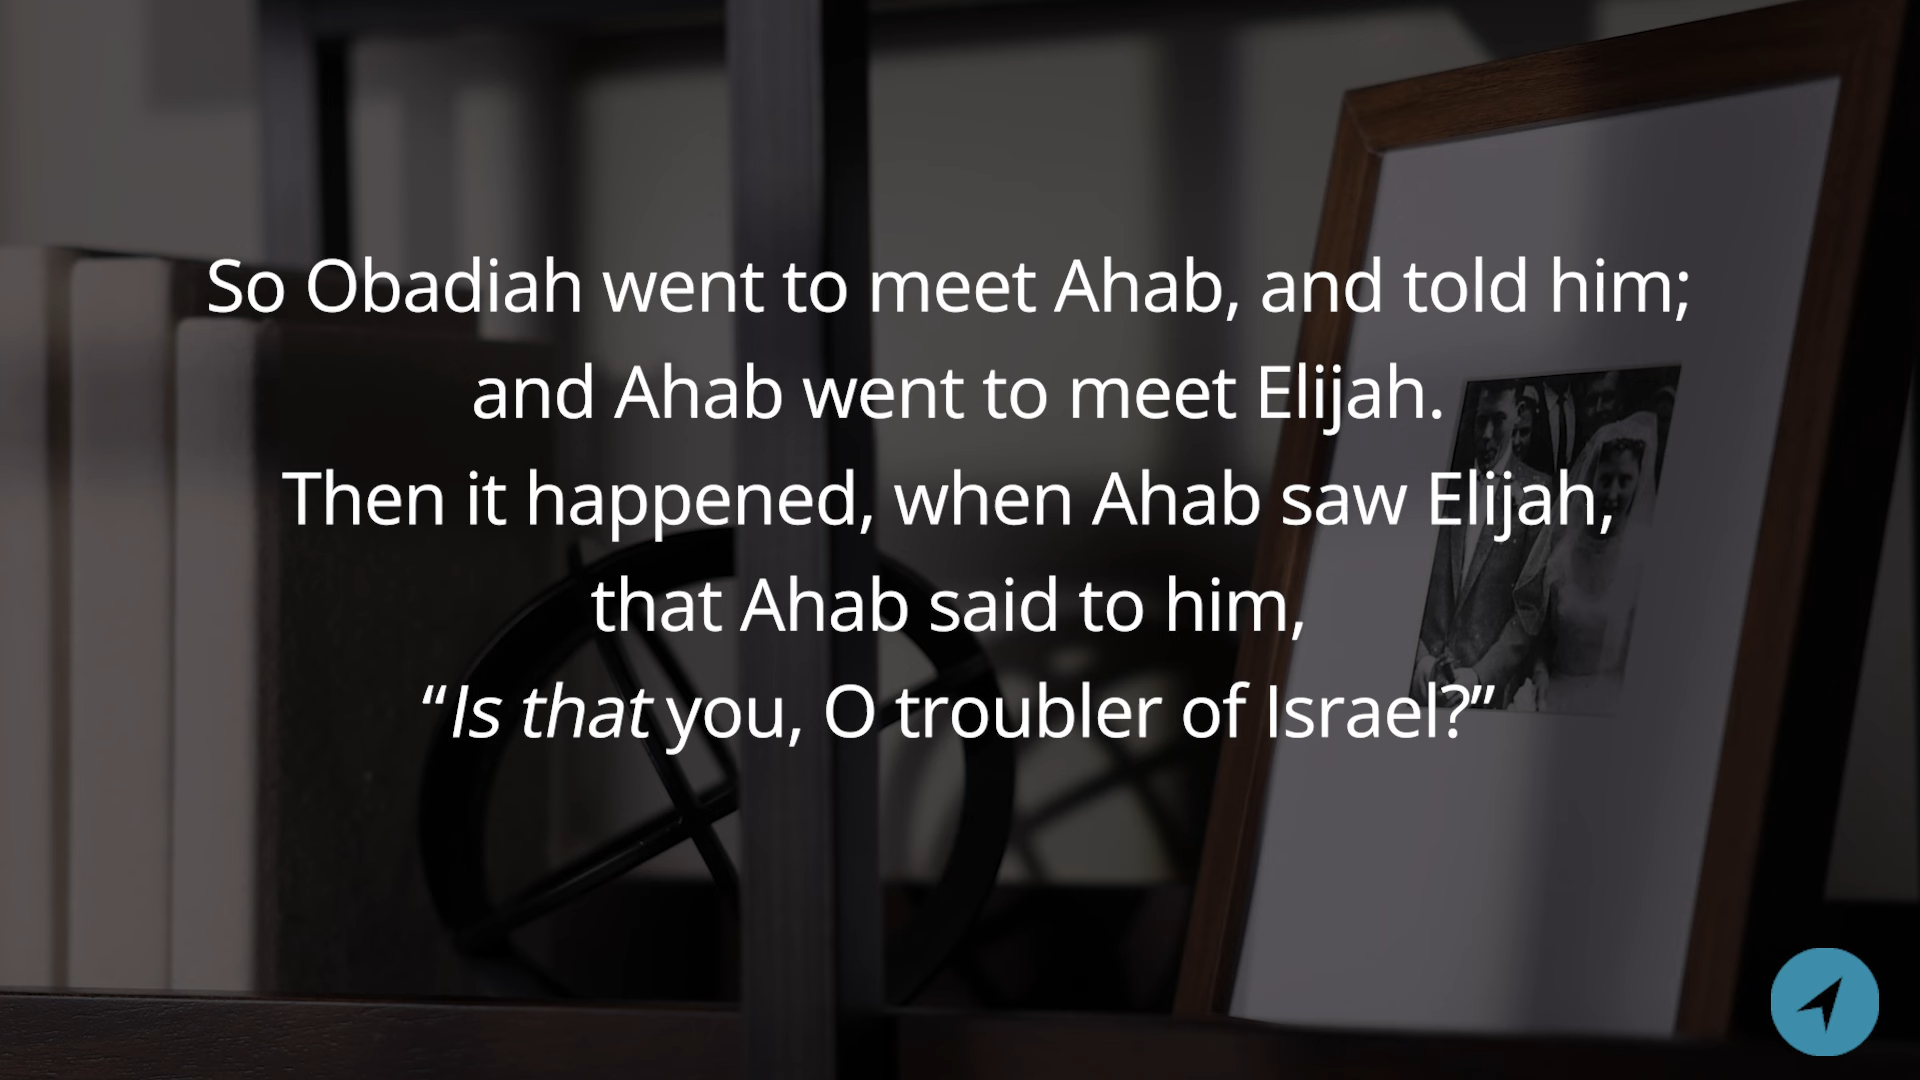 So Obadiah went to meet Ahab, and told him;
and Ahab went to meet Elijah.
Then it happened, when Ahab saw Elijah,
that Ahab said to him,
“Is that you, O troubler of Israel?”